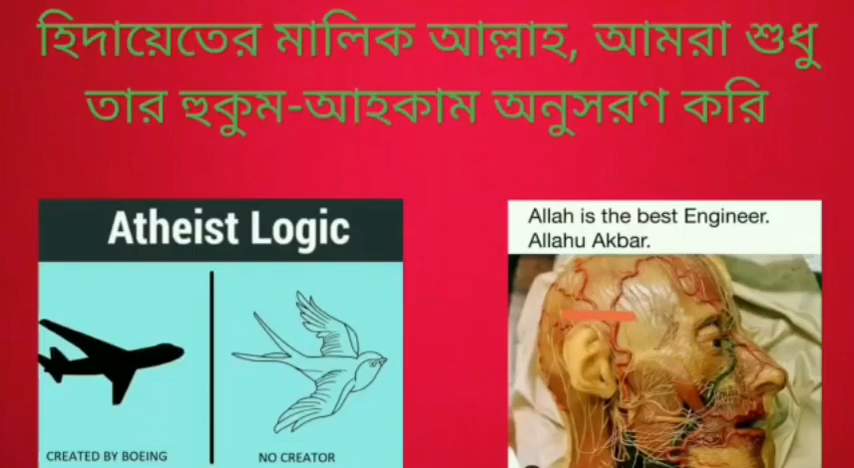 হিদায়েতের মালিক আল্লাহ, আমরা শুধু
তার হুকুম-আহকাম অনুসরণ করি
Atheist Logic
CREATED BY BOEING
NO CREATOR
Allah is the best Engineer.
Allahu Akbar.